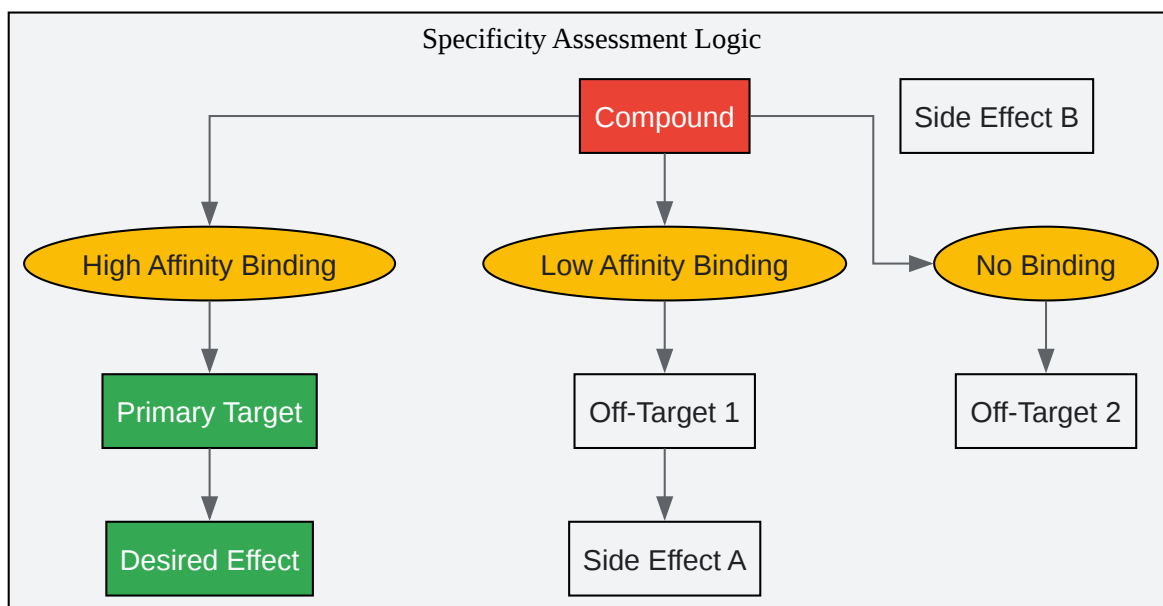 Specificity Assessment Logic
Compound
Side Effect B
High Affinity Binding
Low Affinity Binding
No Binding
Primary Target
Off-Target 1
Off-Target 2
Desired Effect
Side Effect A